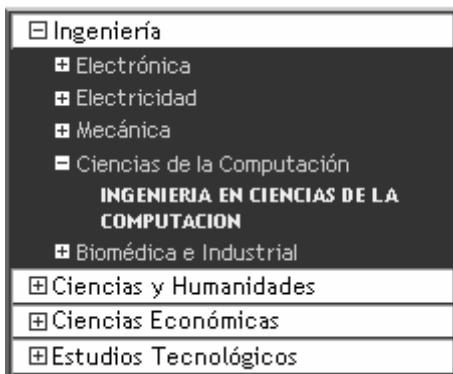 Ingeniería
Electrónica
Electricidad
Mecánica
Ciencias de la Computación
INGENIERIA EN CIENCIAS DE LA
COMPUTACION
Biomédica e Industrial
Ciencias y Humanidades
Ciencias Económicas
Estudios Tecnológicos